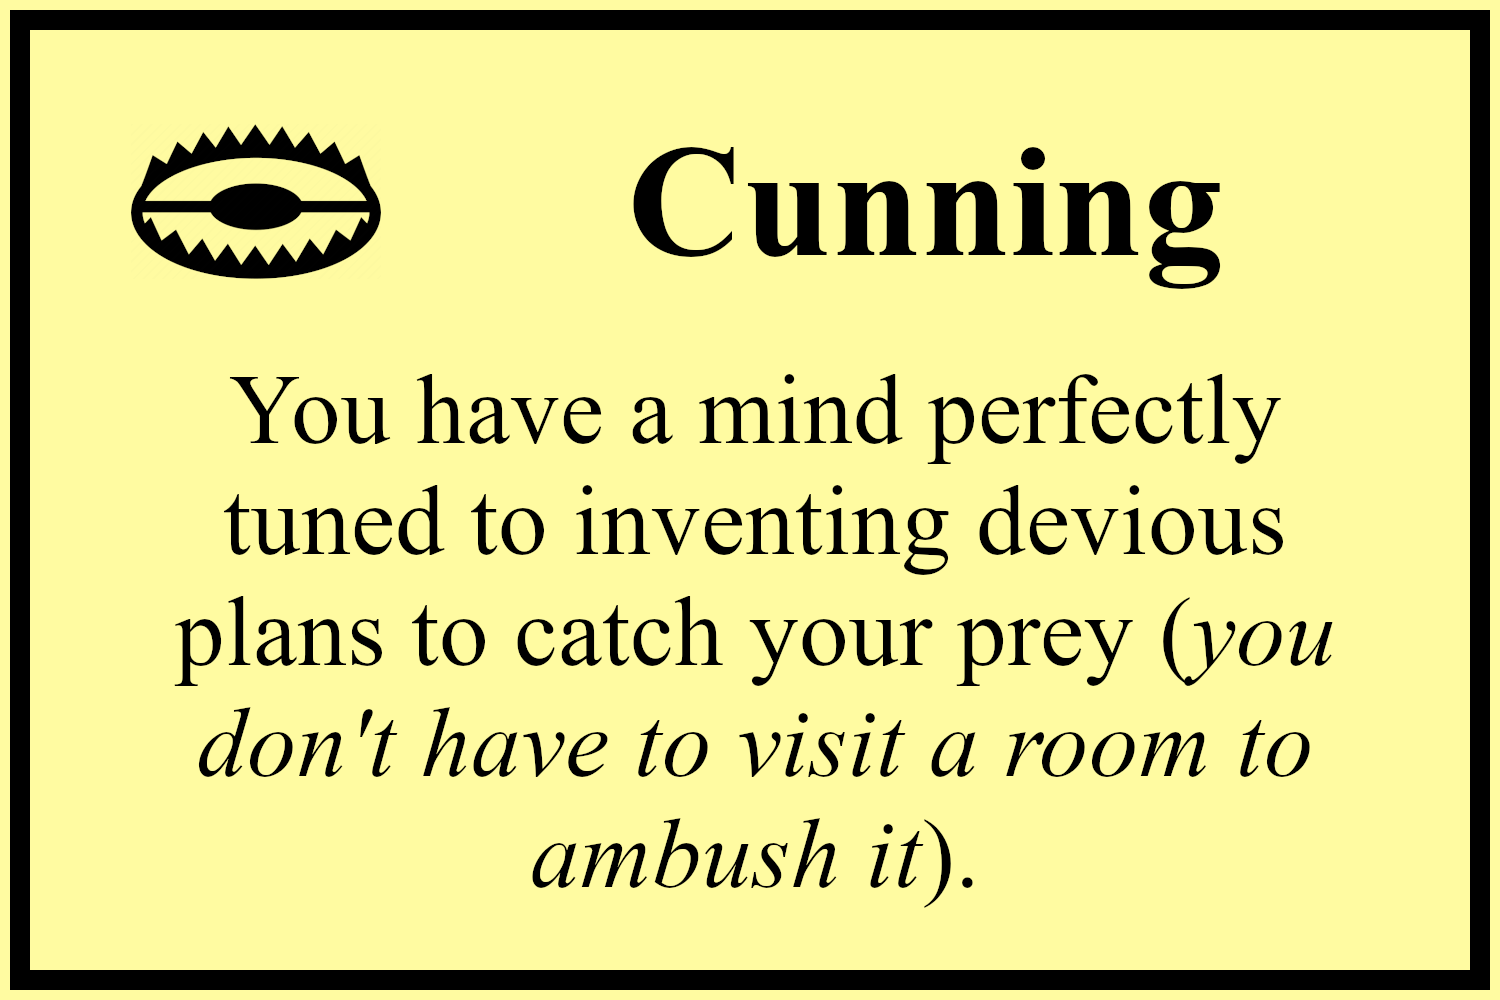 Cunning
You have a mind perfectly
tuned to inventing devious
plans to catch your prey (you
don't have to visit a room to
ambush it).